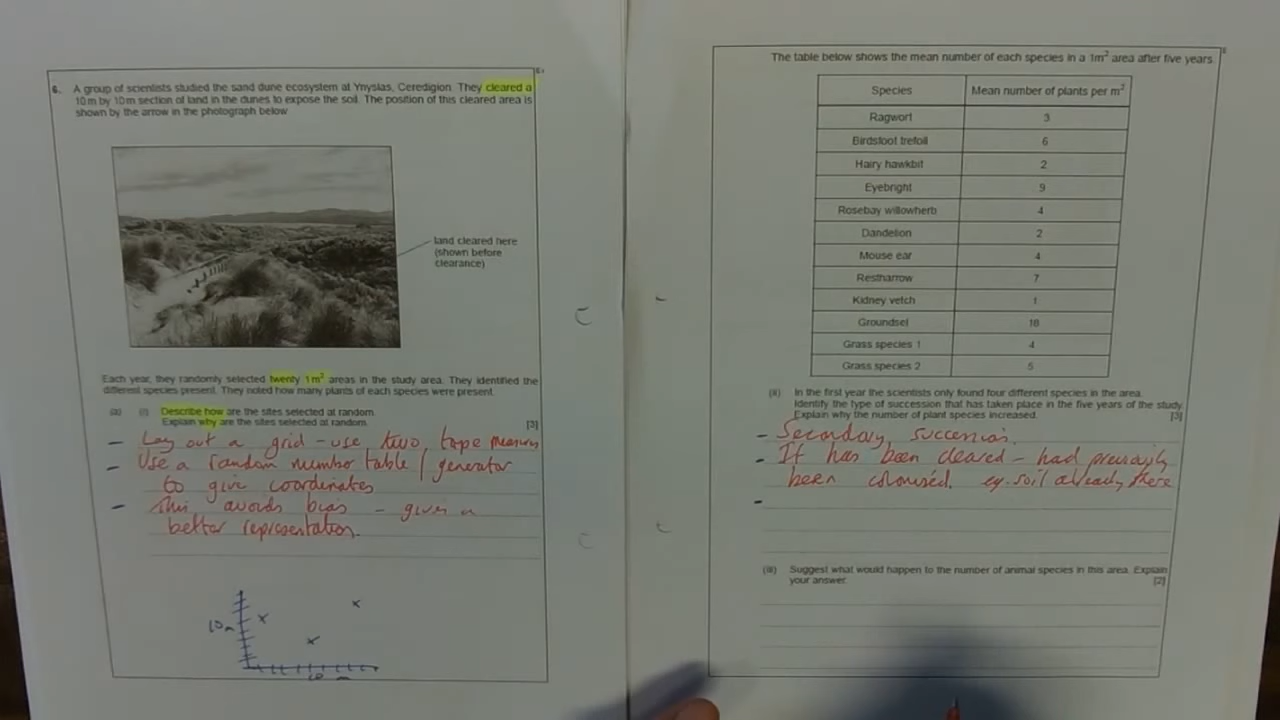 6. A group of scientists studied the sand dune ecosystem at Ynyslas, Ceredigion. They cleared a
10m by 10m section of land in the dunes to expose the soil. The position of this cleared area is
shown by the arrow in the photograph below
land cleared here
(shown before
clearance)
Each year, they randomly selected twenty 1m² areas in the study area. They identified the
different species present. They noted how many plants of each species were present.
(a) (i) Describe how are the sites selected at random.
Explain why are the sites selected at random. [3]
- Lay out a grid - use two tape measures
- Use a random number table / generator
to give coordinates
- This avoids bias - gives a
better representation.
10m
10 m
The table below shows the mean number of each species in a 1m² area after five years.
Species Mean number of plants per m²
Ragwort 3
Birdsfoot trefoil 6
Hairy hawkbit 2
Eyebright 9
Rosebay willowherb 4
Dandelion 2
Mouse ear 4
Restharrow 7
Kidney vetch 1
Groundsel
Grass species 1 4
Grass species 2 5
(ii) In the first year the scientists only found four different species in the area.
Identify the type of succession that has taken place in the five years of the study.
Explain why the number of plant species increased. [3]
- Secondary succession.
- It has been cleared - had previously
been colonised. eg. soil already there
-
(iii) Suggest what would happen to the number of animal species in this area. Explain
your answer. [2]